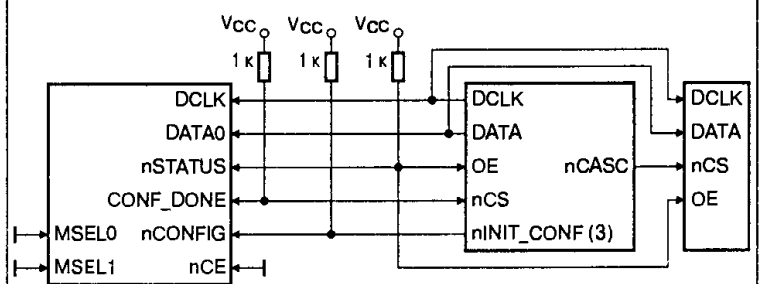 Vcc Vcc Vcc
1 к 1 к 1 к
DCLK DCLK DCLK
DATA0 DATA DATA
nSTATUS OE nCASC nCS
CONF_DONE nCS OE
MSEL0 nCONFIG nINIT_CONF (3)
MSEL1 nCE